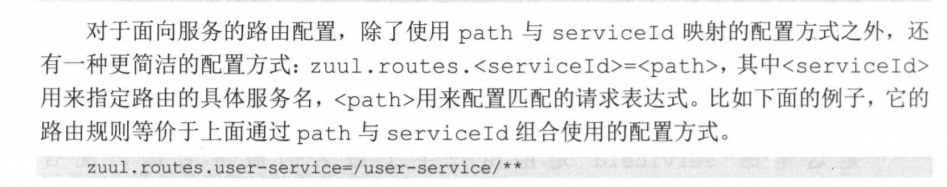 对于面向服务的路由配置，除了使用 path 与 serviceId 映射的配置方式之外，还
有一种更简洁的配置方式：zuul.routes.<serviceId>=<path>，其中<serviceId>
用来指定路由的具体服务名，<path>用来配置匹配的请求表达式。比如下面的例子，它的
路由规则等价于上面通过 path 与 serviceId 组合使用的配置方式。
zuul.routes.user-service=/user-service/**